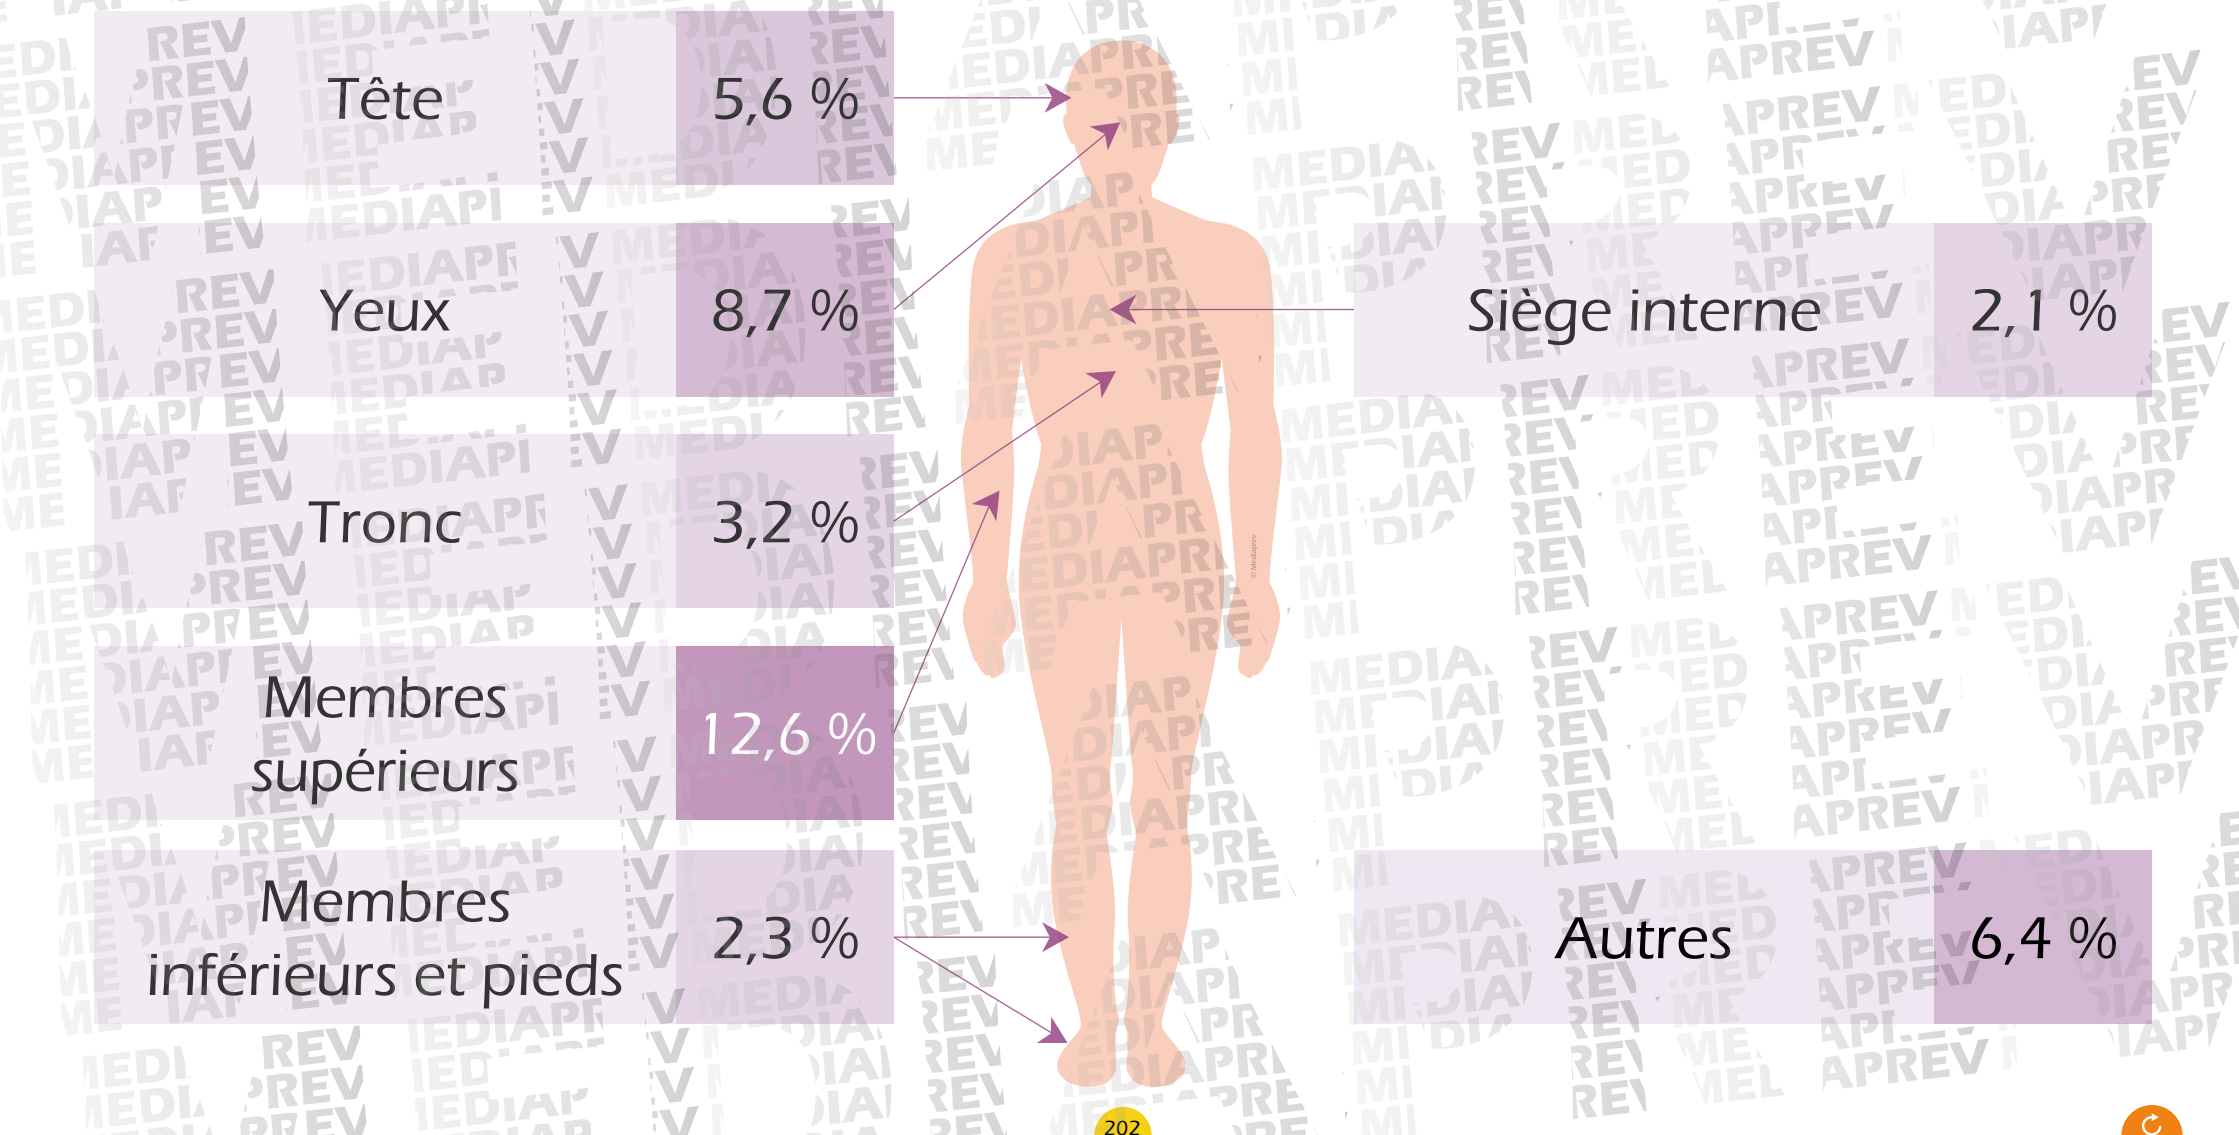 Tête
5,6 %
Yeux
8,7 %
Siège interne
2,1 %
Tronc
3,2 %
© Mediaprev
Membres
supérieurs
12,6 %
Membres
inférieurs et pieds
2,3 %
Autres
6,4 %
202